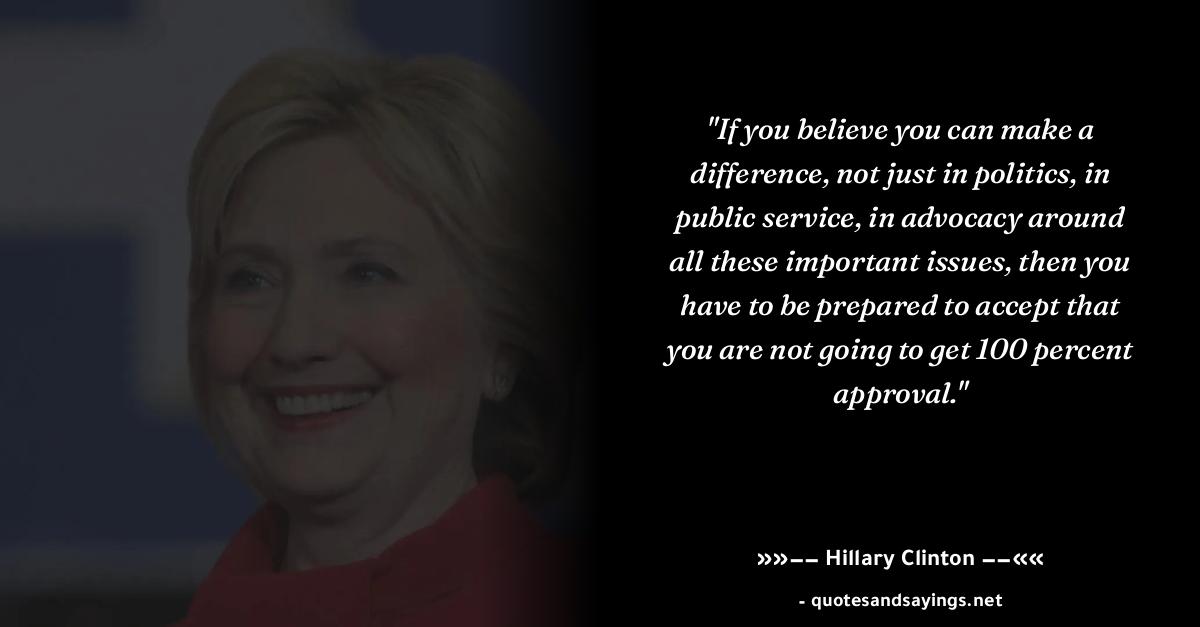 "If you believe you can make a
difference, not just in politics, in
public service, in advocacy around
all these important issues, then you
have to be prepared to accept that
you are not going to get 100 percent
approval."
»»−− Hillary Clinton −−««
- quotesandsayings.net